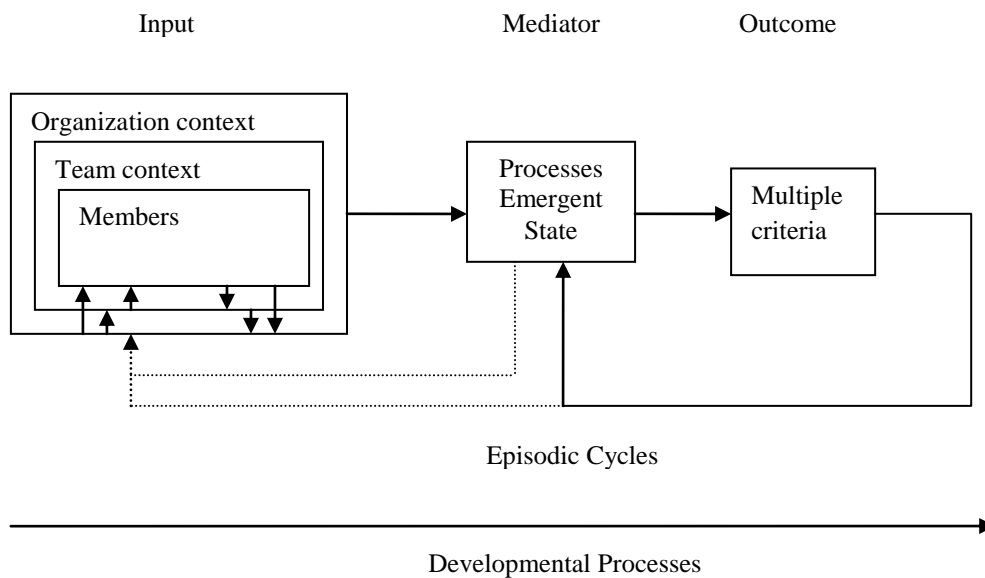 Input
Mediator
Outcome
Organization context
Team context
Members
Processes
Emergent
State
Multiple
criteria
Episodic Cycles
Developmental Processes